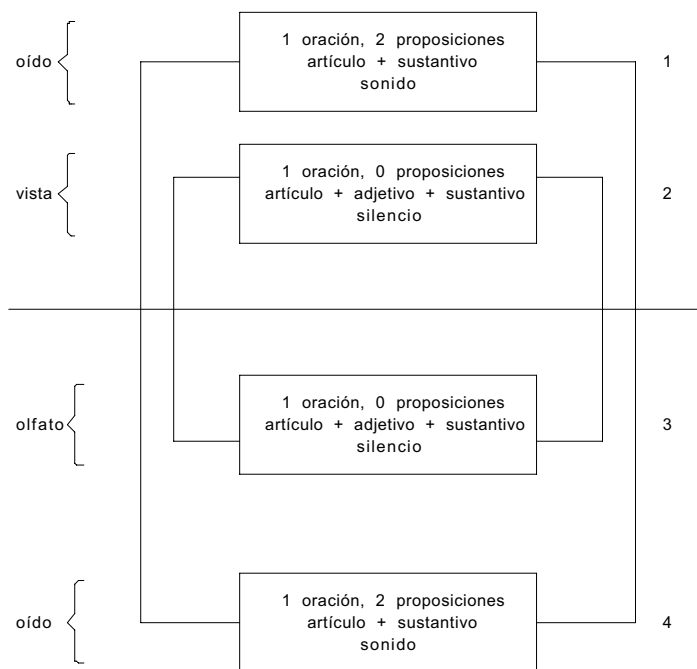 1 oración, 2 proposiciones
oído artículo + sustantivo 1
sonido
1 oración, 0 proposiciones
vista artículo + adjetivo + sustantivo 2
silencio
1 oración, 0 proposiciones
olfato artículo + adjetivo + sustantivo 3
silencio
1 oración, 2 proposiciones
oído artículo + sustantivo 4
sonido